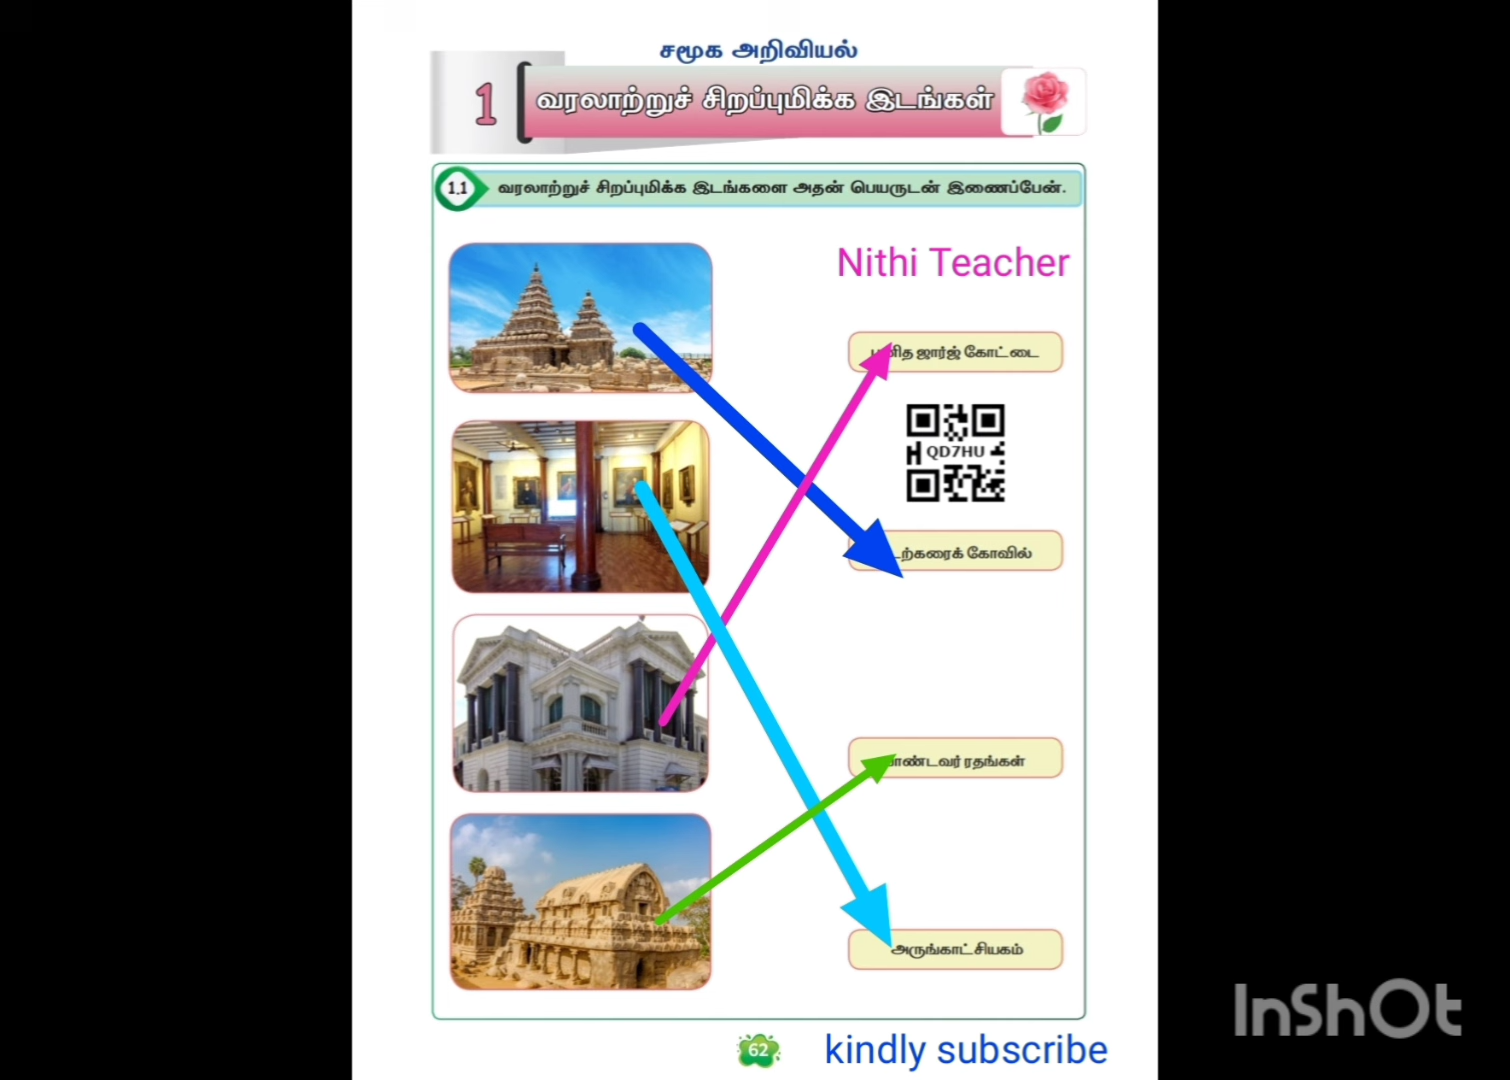 சமூக அறிவியல்
1 வரலாற்றுச் சிறப்புமிக்க இடங்கள்
1.1 வரலாற்றுச் சிறப்புமிக்க இடங்களை அதன் பெயருடன் இணைப்பேன்.
Nithi Teacher
ஜார்ஜ் கோட்டை
QD7HU
கோவில்
ரதங்கள்
அருங்காட்சியகம்
62
kindly subscribe
InShOt